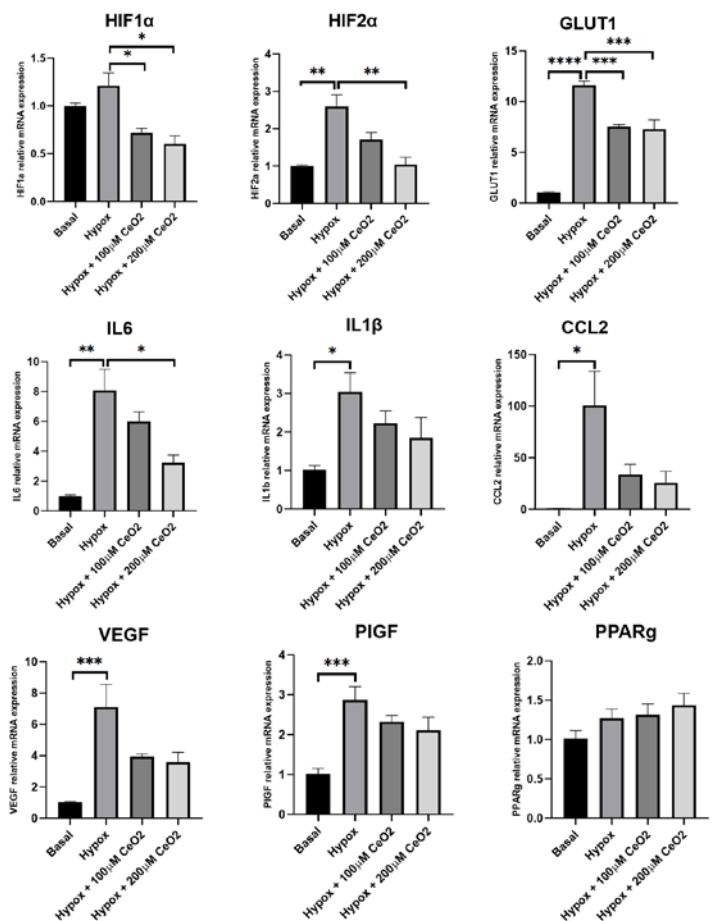 HIF1α
HIF1a relative mRNA expression
1.5
1.0
0.5
0.0
*
*
Basal
Hypox
Hypox + 100μM CeO2
Hypox + 200μM CeO2
HIF2α
HIF2a relative mRNA expression
4
3
2
1
0
**
**
Basal
Hypox
Hypox + 100μM CeO2
Hypox + 200μM CeO2
GLUT1
GLUT1 relative mRNA expression
15
10
5
0
***
****
***
Basal
Hypox
Hypox + 100μM CeO2
Hypox + 200μM CeO2
IL6
IL6 relative mRNA expression
10
8
6
4
2
0
**
*
Basal
Hypox
Hypox + 100μM CeO2
Hypox + 200μM CeO2
IL1β
IL1b relative mRNA expression
4
3
2
1
0
*
Basal
Hypox
Hypox + 100μM CeO2
Hypox + 200μM CeO2
CCL2
CCL2 relative mRNA expression
150
100
50
0
*
Basal
Hypox
Hypox + 100μM CeO2
Hypox + 200μM CeO2
VEGF
VEGF relative mRNA expression
10
8
6
4
2
0
***
Basal
Hypox
Hypox + 100μM CeO2
Hypox + 200μM CeO2
PlGF
PlGF relative mRNA expression
4
3
2
1
0
***
Basal
Hypox
Hypox + 100μM CeO2
Hypox + 200μM CeO2
PPARg
PPARg relative mRNA expression
2.0
1.5
1.0
0.5
0.0
Basal
Hypox
Hypox + 100μM CeO2
Hypox + 200μM CeO2